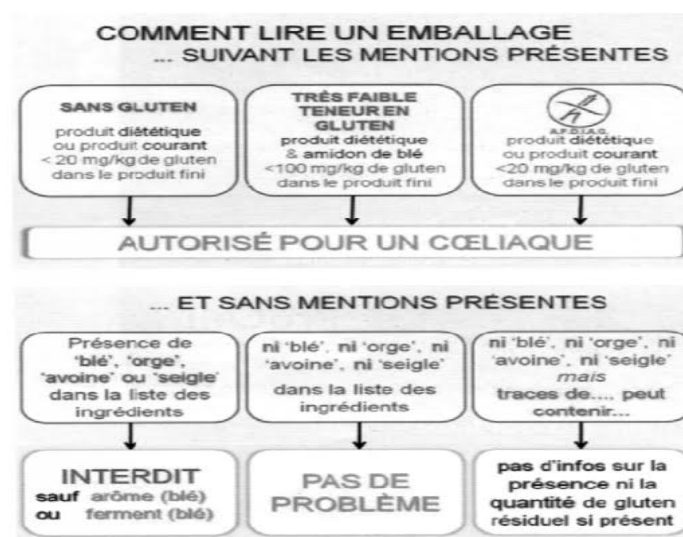 COMMENT LIRE UN EMBALLAGE
... SUIVANT LES MENTIONS PRÉSENTES
SANS GLUTEN
produit diététique
ou produit courant
< 20 mg/kg de gluten
dans le produit fini
TRÈS FAIBLE
TENEUR EN
GLUTEN
produit diététique
& amidon de blé
<100 mg/kg de gluten
dans le produit fini
A.F.D.I.A.G.
produit diététique
ou produit courant
<20 mg/kg de gluten
dans le produit fini
AUTORISÉ POUR UN CŒLIAQUE
... ET SANS MENTIONS PRÉSENTES
Présence de
'blé', 'orge',
'avoine' ou 'seigle'
dans la liste des
ingrédients
ni 'blé', ni 'orge', ni
'avoine', ni 'seigle'
dans la liste des
ingrédients
ni 'blé', ni 'orge', ni
'avoine', ni 'seigle'
mais
traces de...., peut
contenir...
INTERDIT
sauf arôme (blé)
ou ferment (blé)
PAS DE
PROBLÈME
pas d'infos sur la
présence ni la
quantité de gluten
résiduel si présent